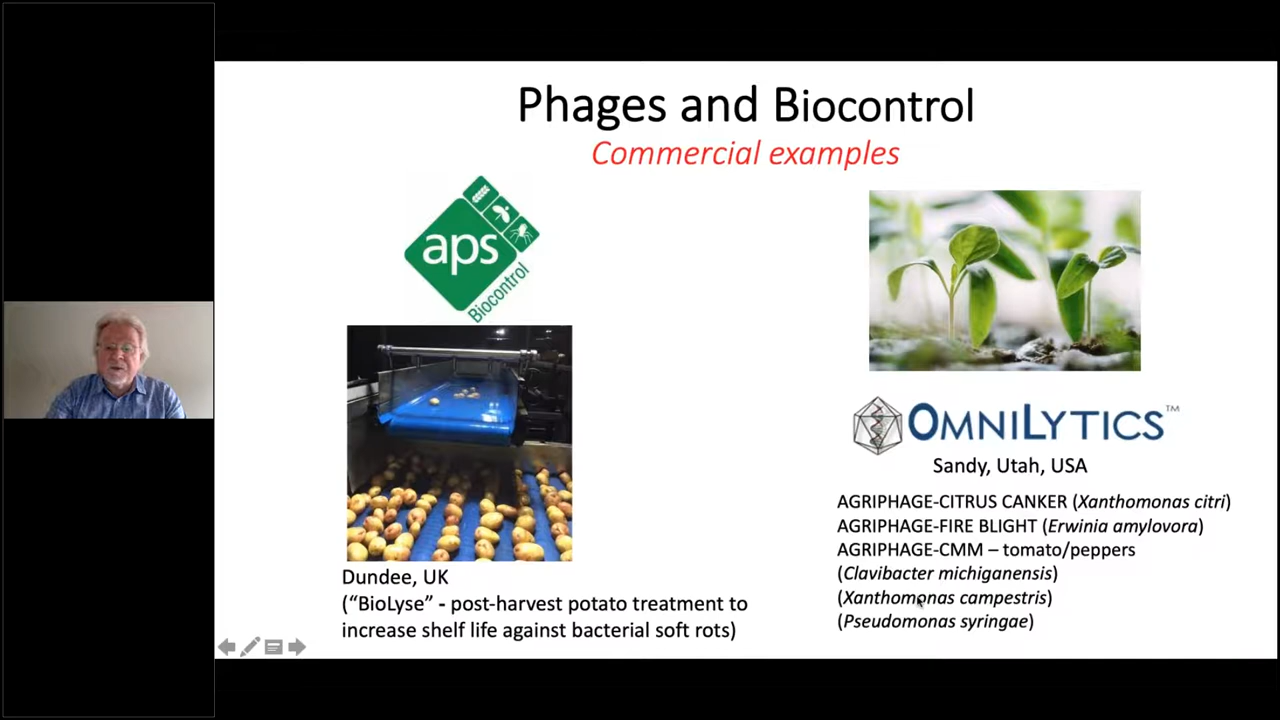 Phages and Biocontrol
Commercial examples
aps
Biocontrol
Dundee, UK
(“BioLyse” - post-harvest potato treatment to
increase shelf life against bacterial soft rots)
OMNILYTICS™
Sandy, Utah, USA
AGRIPHAGE-CITRUS CANKER (Xanthomonas citri)
AGRIPHAGE-FIRE BLIGHT (Erwinia amylovora)
AGRIPHAGE-CMM – tomato/peppers
(Clavibacter michiganensis)
(Xanthomonas campestris)
(Pseudomonas syringae)